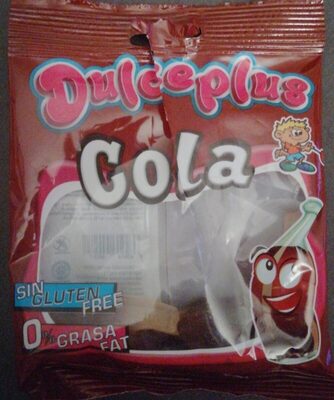 Dulceplus
Cola
SIN
GLUTEN
FREE
0% GRASA
FAT